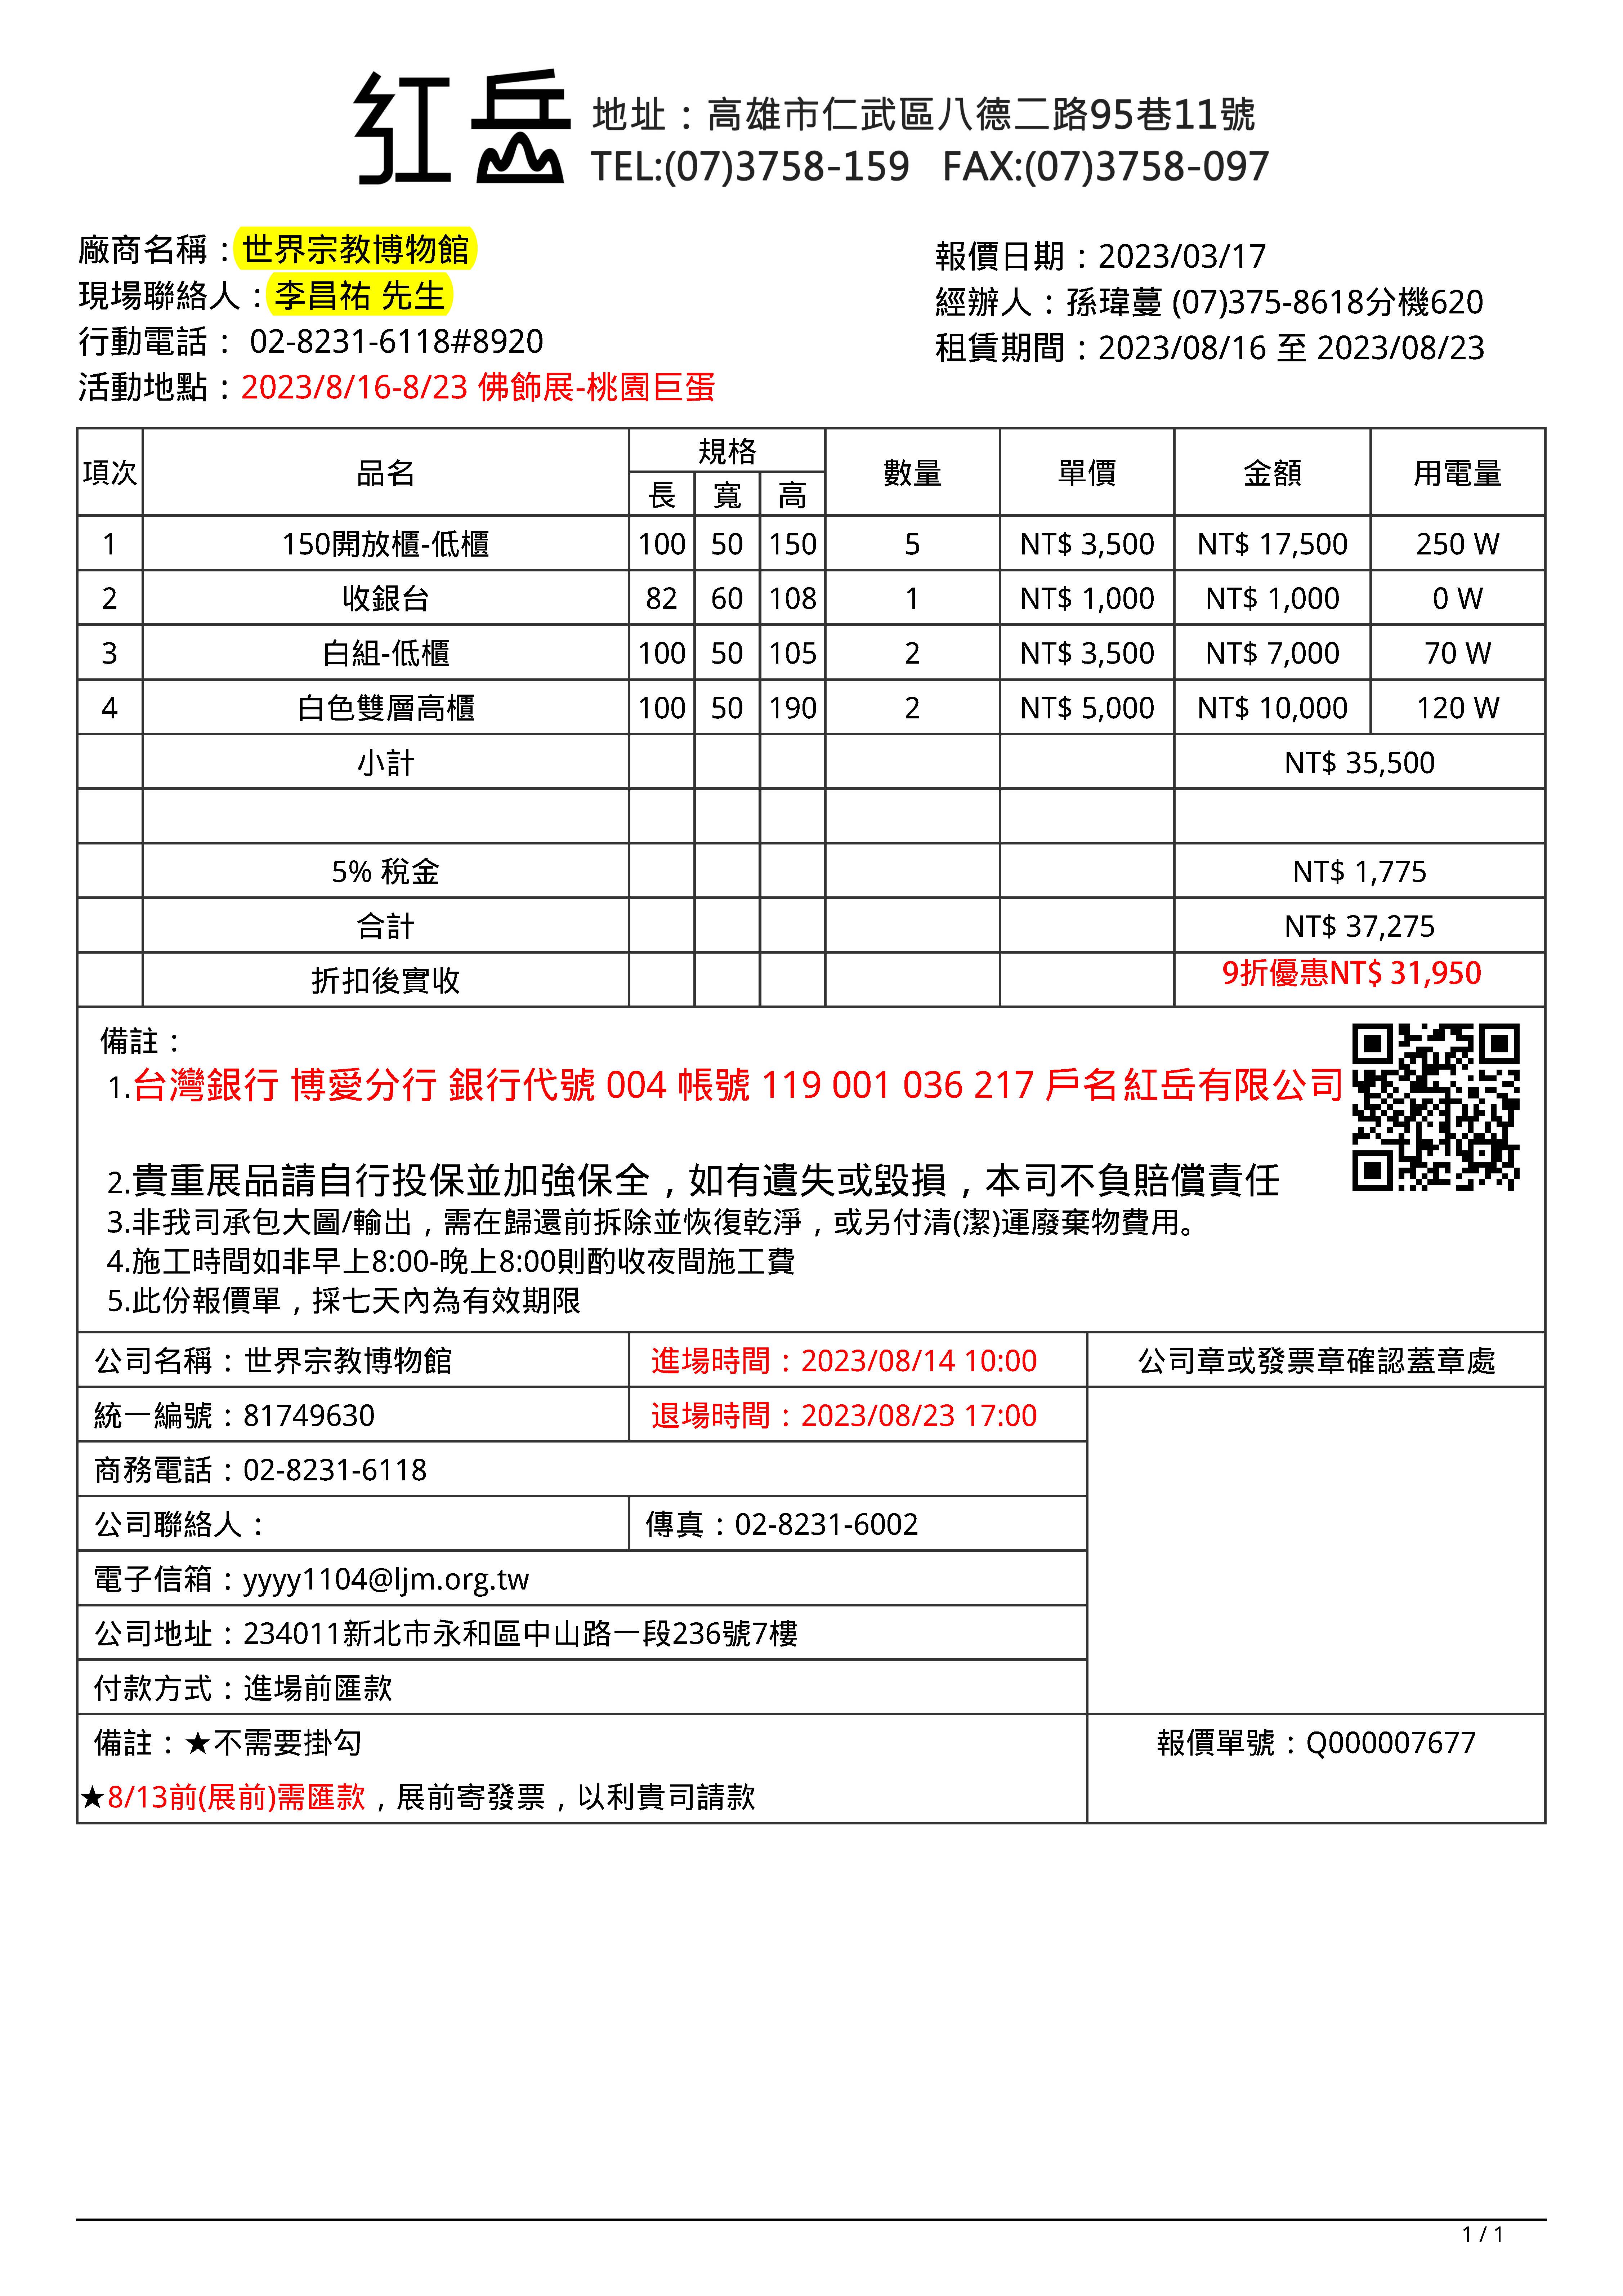 紅岳
地址：高雄市仁武區八德二路95巷11號
TEL:(07)3758-159 FAX:(07)3758-097
廠商名稱：世界宗教博物館
現場聯絡人：李昌祐 先生
行動電話： 02-8231-6118#8920
活動地點：2023/8/16-8/23 佛飾展-桃園巨蛋
報價日期：2023/03/17
經辦人：孫瑋蔓 (07)375-8618分機620
租賃期間：2023/08/16 至 2023/08/23
項次 品名 規格 數量 單價 金額 用電量
長 寬 高
1 150開放櫃-低櫃 100 50 150 5 NT$ 3,500 NT$ 17,500 250 W
2 收銀台 82 60 108 1 NT$ 1,000 NT$ 1,000 0 W
3 白組-低櫃 100 50 105 2 NT$ 3,500 NT$ 7,000 70 W
4 白色雙層高櫃 100 50 190 2 NT$ 5,000 NT$ 10,000 120 W
小計 NT$ 35,500
5% 稅金 NT$ 1,775
合計 NT$ 37,275
折扣後實收 9折優惠NT$ 31,950
備註：
1.台灣銀行 博愛分行 銀行代號 004 帳號 119 001 036 217 戶名紅岳有限公司
2.貴重展品請自行投保並加強保全，如有遺失或毀損，本司不負賠償責任
3.非我司承包大圖/輸出，需在歸還前拆除並恢復乾淨，或另付清(潔)運廢棄物費用。
4.施工時間如非早上8:00-晚上8:00則酌收夜間施工費
5.此份報價單，採七天內為有效期限
公司名稱：世界宗教博物館 進場時間：2023/08/14 10:00 公司章或發票章確認蓋章處
統一編號：81749630 退場時間：2023/08/23 17:00
商務電話：02-8231-6118
公司聯絡人： 傳真：02-8231-6002
電子信箱：yyyy1104@ljm.org.tw
公司地址：234011新北市永和區中山路一段236號7樓
付款方式：進場前匯款
備註：★不需要掛勾 報價單號：Q000007677
★8/13前(展前)需匯款，展前寄發票，以利貴司請款
1 / 1